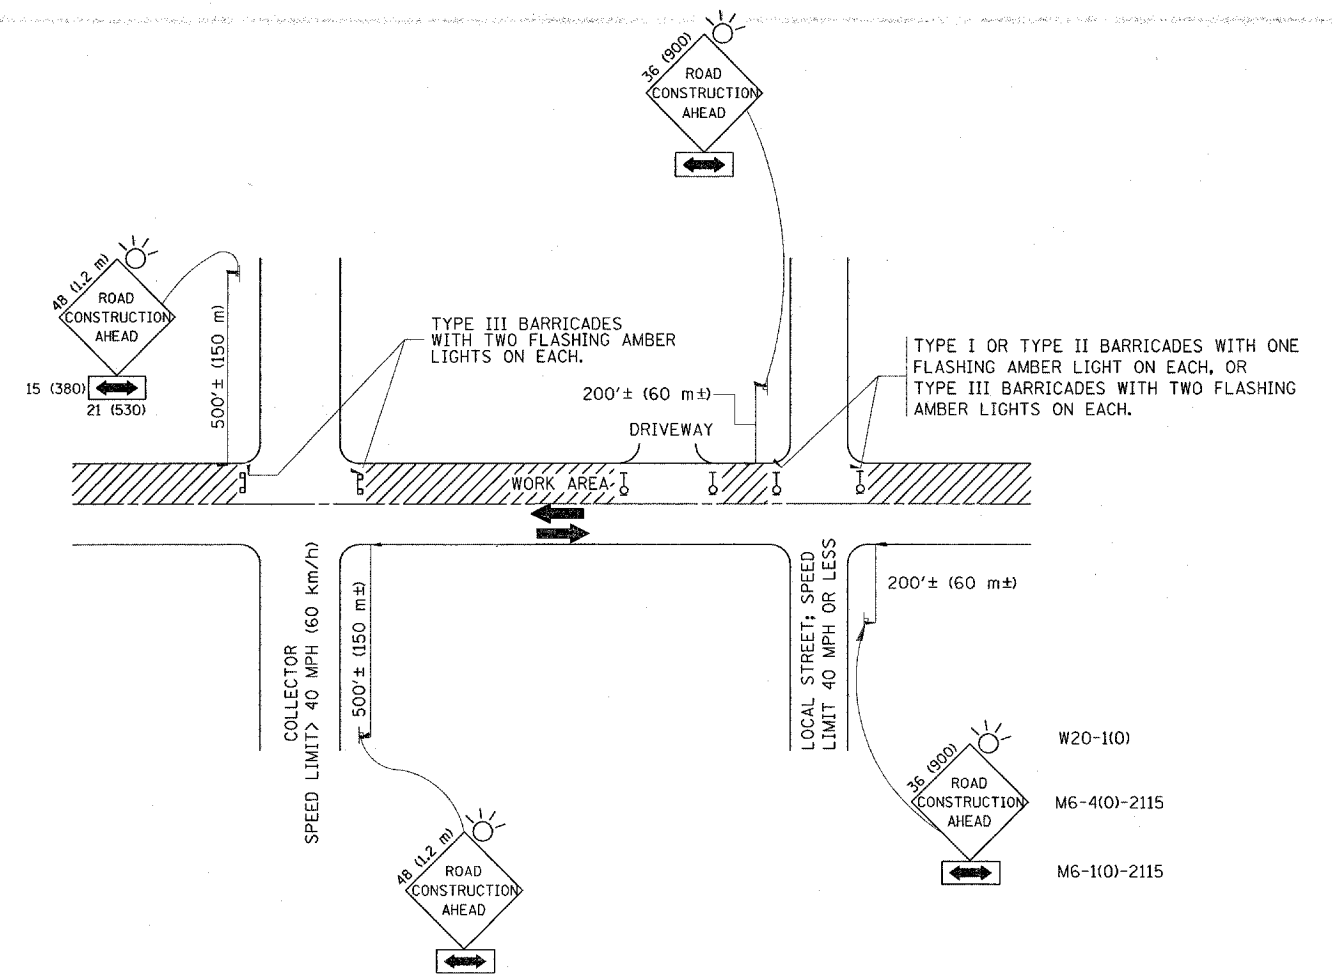 36 (900)
ROAD
CONSTRUCTION
AHEAD
48 (1.2 m)
ROAD
CONSTRUCTION
AHEAD
15 (380)
21 (530)
500'± (150 m)
TYPE III BARRICADES
WITH TWO FLASHING AMBER
LIGHTS ON EACH.
200'± (60 m±)
DRIVEWAY
TYPE I OR TYPE II BARRICADES WITH ONE
FLASHING AMBER LIGHT ON EACH, OR
TYPE III BARRICADES WITH TWO FLASHING
AMBER LIGHTS ON EACH.
WORK AREA
COLLECTOR
SPEED LIMIT> 40 MPH (60 km/h)
500'± (150 m±)
LOCAL STREET; SPEED
LIMIT 40 MPH OR LESS
200'± (60 m±)
36 (900)
ROAD
CONSTRUCTION
AHEAD
W20-1(O)
M6-4(O)-2115
M6-1(O)-2115
48 (1.2 m)
ROAD
CONSTRUCTION
AHEAD